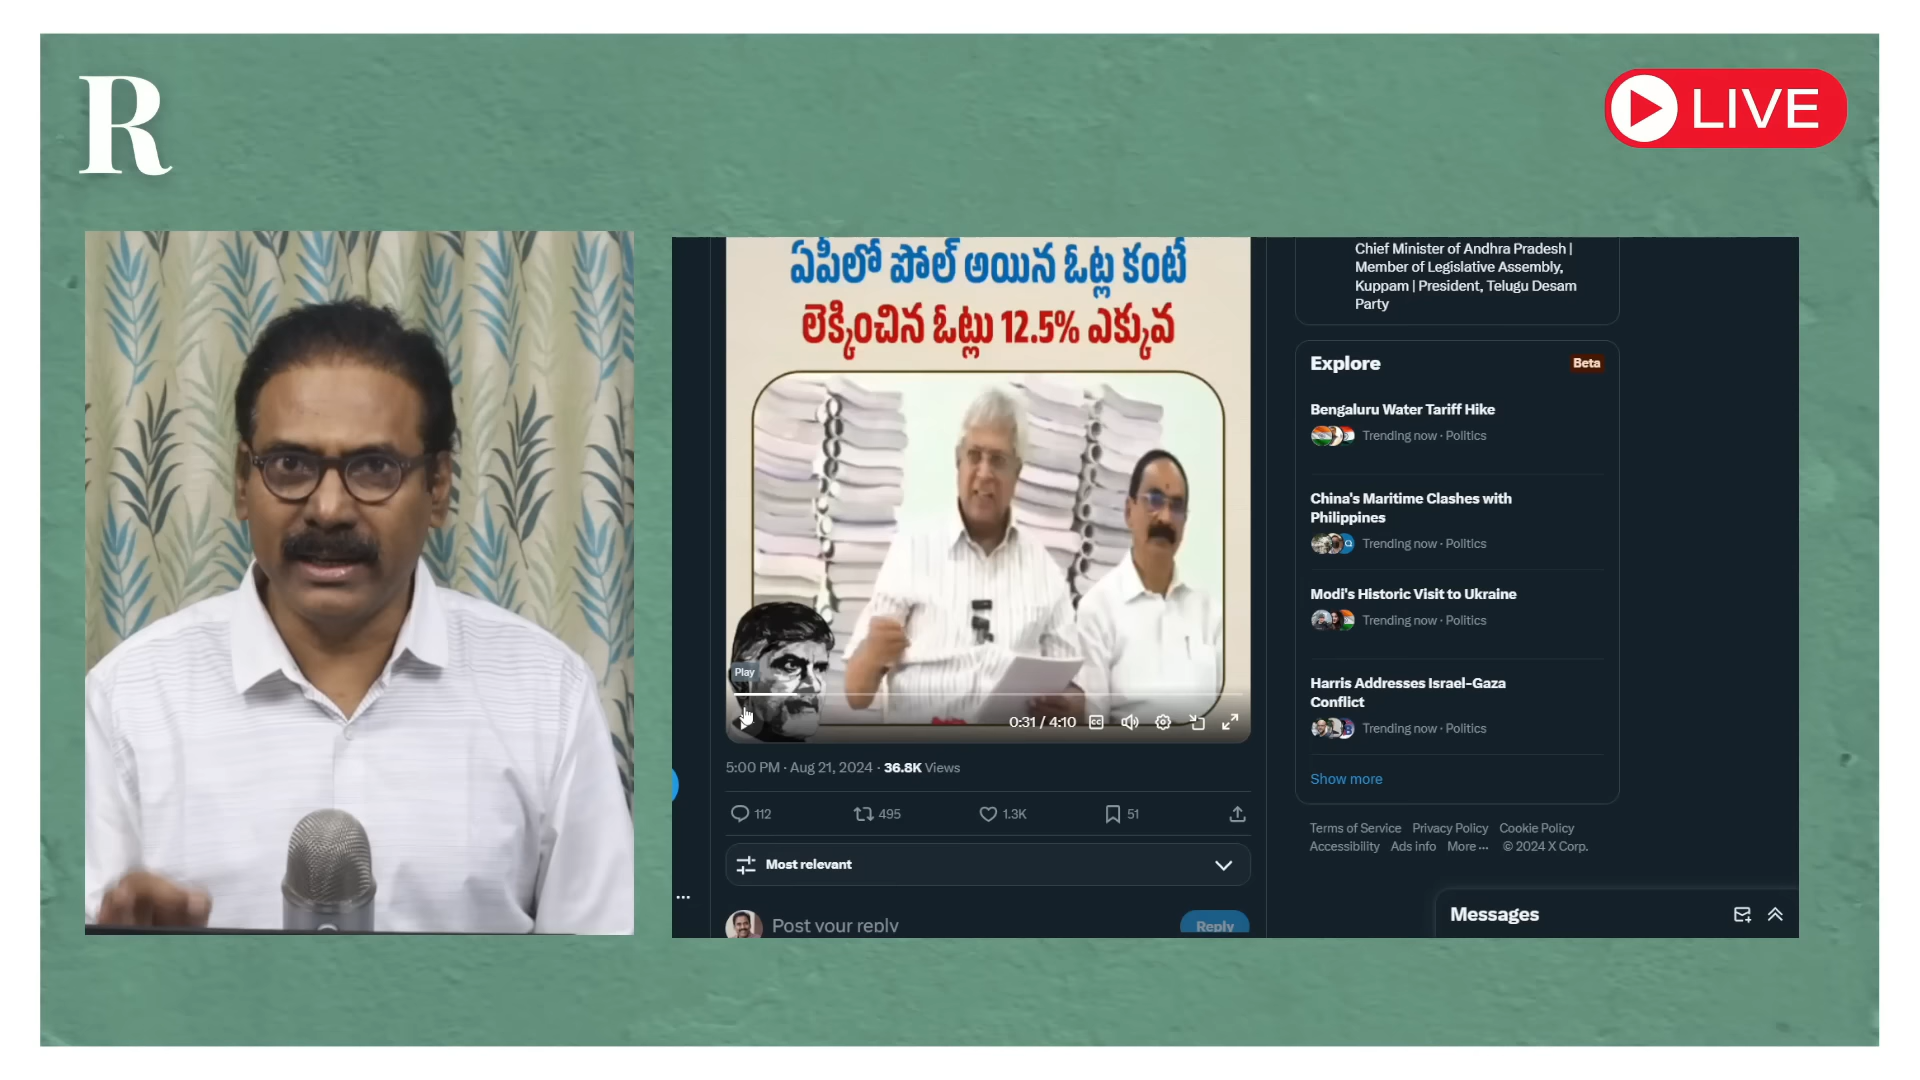 R
LIVE
ఏపీలో పోల్ అయిన ఓట్ల కంటే
లెక్కించిన ఓట్లు 12.5% ఎక్కువ
Play
0:31 / 4:10
CC
5:00 PM · Aug 21, 2024 · 36.8K Views
112
495
1.3K
51
Most relevant
Post your reply
Reply
Chief Minister of Andhra Pradesh |
Member of Legislative Assembly,
Kuppam | President, Telugu Desam
Party
Explore
Beta
Bengaluru Water Tariff Hike
Trending now · Politics
China's Maritime Clashes with
Philippines
Trending now · Politics
Modi's Historic Visit to Ukraine
Trending now · Politics
Harris Addresses Israel-Gaza
Conflict
Trending now · Politics
Show more
Terms of Service Privacy Policy Cookie Policy
Accessibility Ads info More ... © 2024 X Corp.
Messages